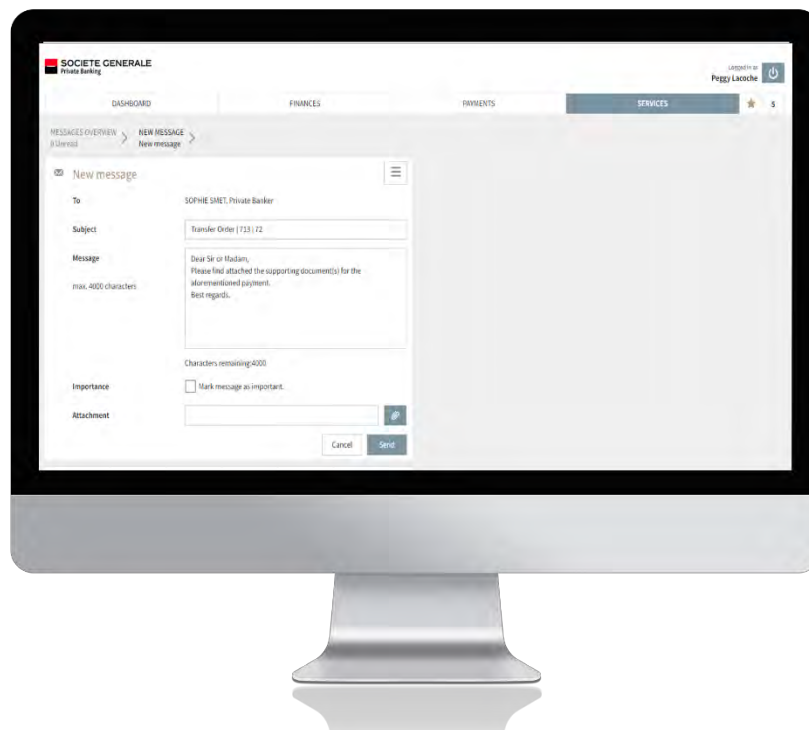 SOCIETE GENERALE
Private Banking
Logged in as
Peggy Lacoche
DASHBOARD FINANCES PAYMENTS SERVICES 5
MESSAGES OVERVIEW NEW MESSAGE
0 Unread New message
New message
To SOPHIE SMET, Private Banker
Subject Transfer Order | 713 | 72
Message Dear Sir or Madam,
Please find attached the supporting document(s) for the
max. 4000 characters aforementioned payment.
Best regards.
Characters remaining:4000
Importance Mark message as important.
Attachment
Cancel Send